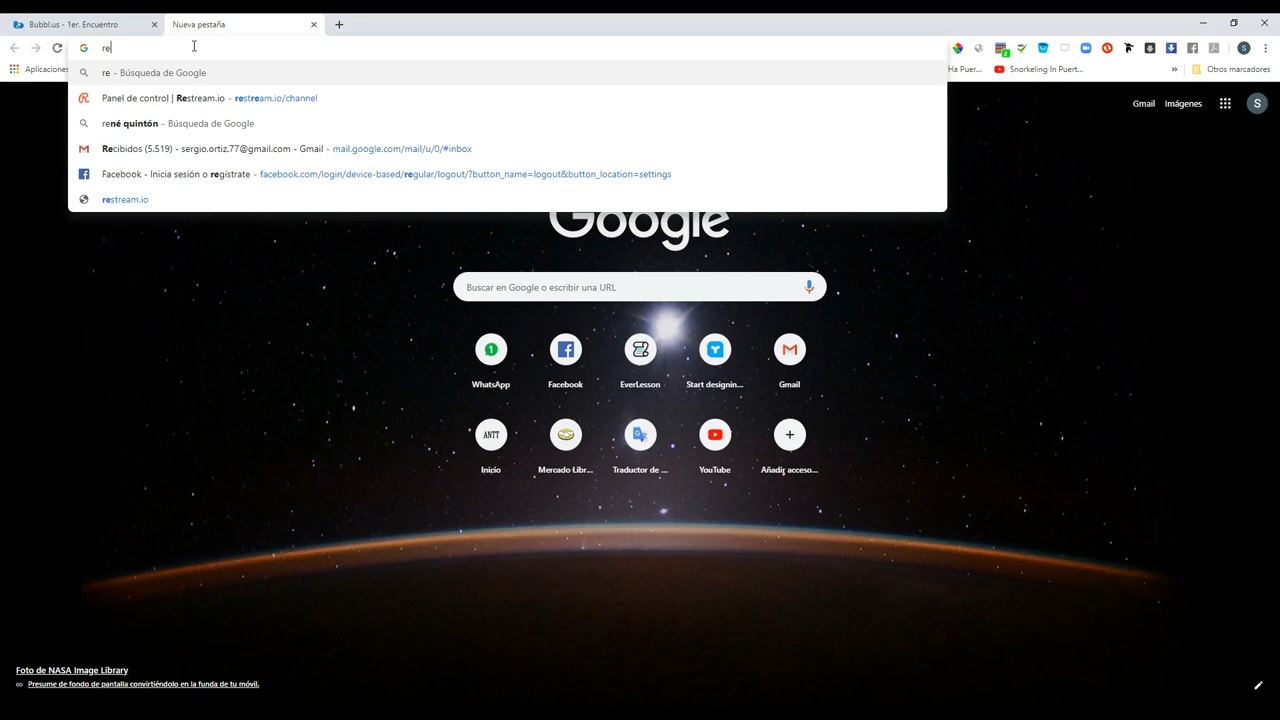 Bubbl.us - 1er. Encuentro
Nueva pestaña
re
Aplicaciones
Ha Puer...
Snorkeling In Puert...
»
Otros marcadores
re - Búsqueda de Google
Panel de control | Restream.io - restream.io/channel
rené quintón - Búsqueda de Google
Recibidos (5.519) - sergio.ortiz.77@gmail.com - Gmail - mail.google.com/mail/u/0/#inbox
Facebook - Inicia sesión o regístrate - facebook.com/login/device-based/regular/logout/?button_name=logout&button_location=settings
restream.io
Gmail
Imágenes
S
Google
Buscar en Google o escribir una URL
WhatsApp
Facebook
EverLesson
Start designin...
Gmail
ANTT
Inicio
Mercado Libr...
Traductor de ...
YouTube
Añadir acceso...
Foto de NASA Image Library
Presume de fondo de pantalla convirtiéndolo en la funda de tu móvil.